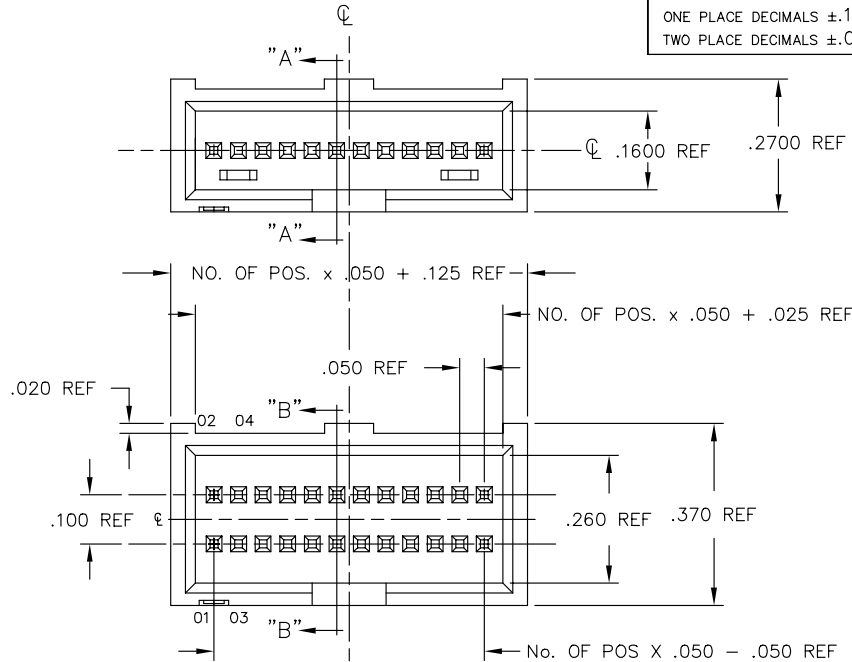 ℄
ONE PLACE DECIMALS ±.1
TWO PLACE DECIMALS ±.0
"A"
℄ .1600 REF
.2700 REF
"A"
NO. OF POS. x .050 + .125 REF
NO. OF POS. x .050 + .025 REF
.050 REF
.020 REF
"B"
02 04
.100 REF ℄
.260 REF
.370 REF
01 03
"B"
No. OF POS X .050 - .050 REF